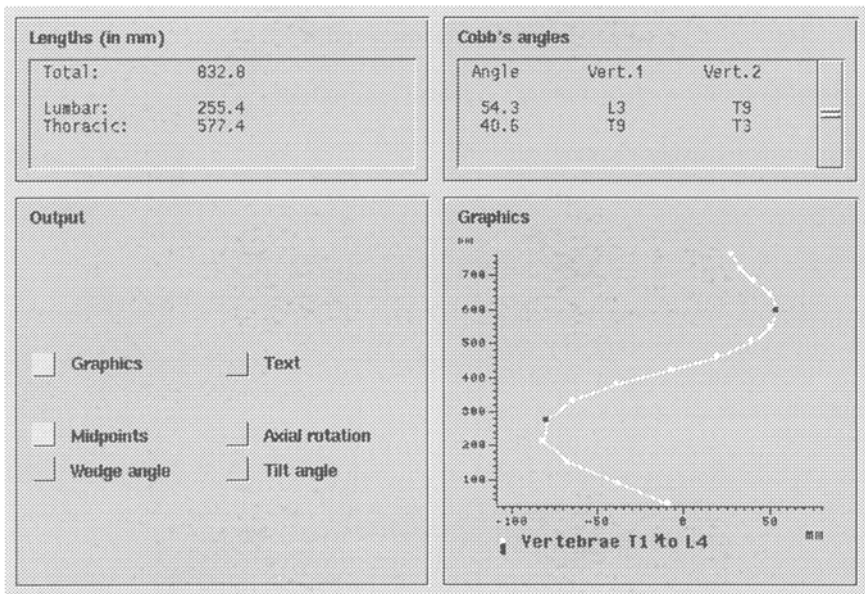 Lengths (in mm)
Total: 832.8
Lumbar: 255.4
Thoracic: 577.4
Cobb's angles
Angle Vert.1 Vert.2
54.3 L3 T9
40.6 T9 T3
Output
Graphics Text
Midpoints Axial rotation
Wedge angle Tilt angle
Graphics
700
600
500
400
300
200
100
-100 -50 0 50
mm
Vertebrae T1 to L4